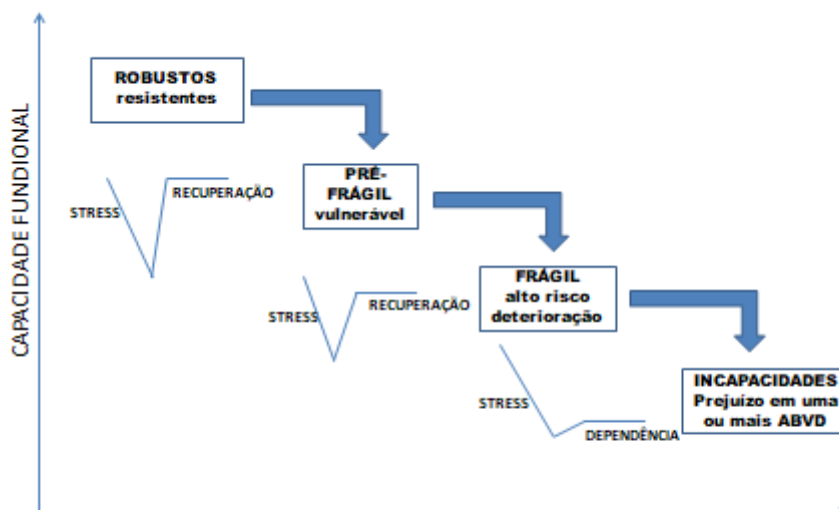 CAPACIDADE FUNDIONAL
ROBUSTOS
resistentes
STRESS
RECUPERAÇÃO
PRÉ-
FRÁGIL
vulnerável
STRESS
RECUPERAÇÃO
FRÁGIL
alto risco
deterioração
STRESS
DEPENDÊNCIA
INCAPACIDADES
Prejuízo em uma
ou mais ABVD